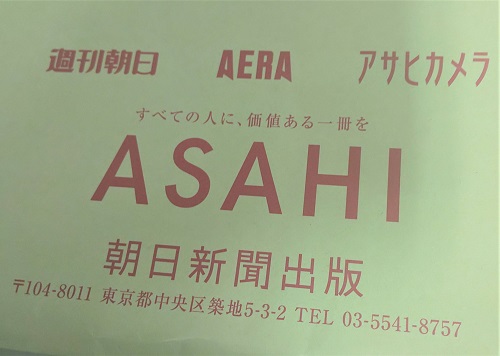 週刊朝日 AERA アサヒカメラ
すべての人に、価値ある一冊を
ASAHI
朝日新聞出版
〒104-8011 東京都中央区築地5-3-2 TEL 03-5541-8757